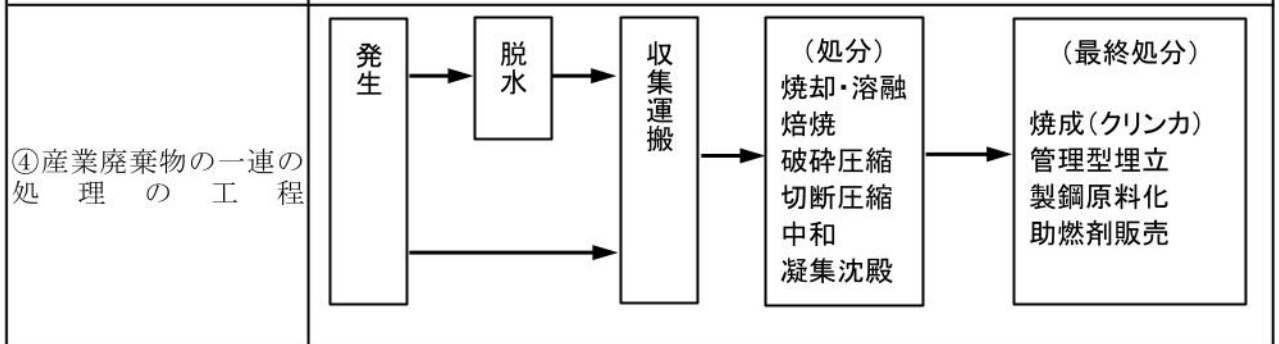 ④産業廃棄物の一連の
処理の工程
発生
脱水
収集運搬
（処分）
焼却・溶融
焙焼
破砕圧縮
切断圧縮
中和
凝集沈殿
（最終処分）
焼成（クリンカ）
管理型埋立
製鋼原料化
助燃剤販売